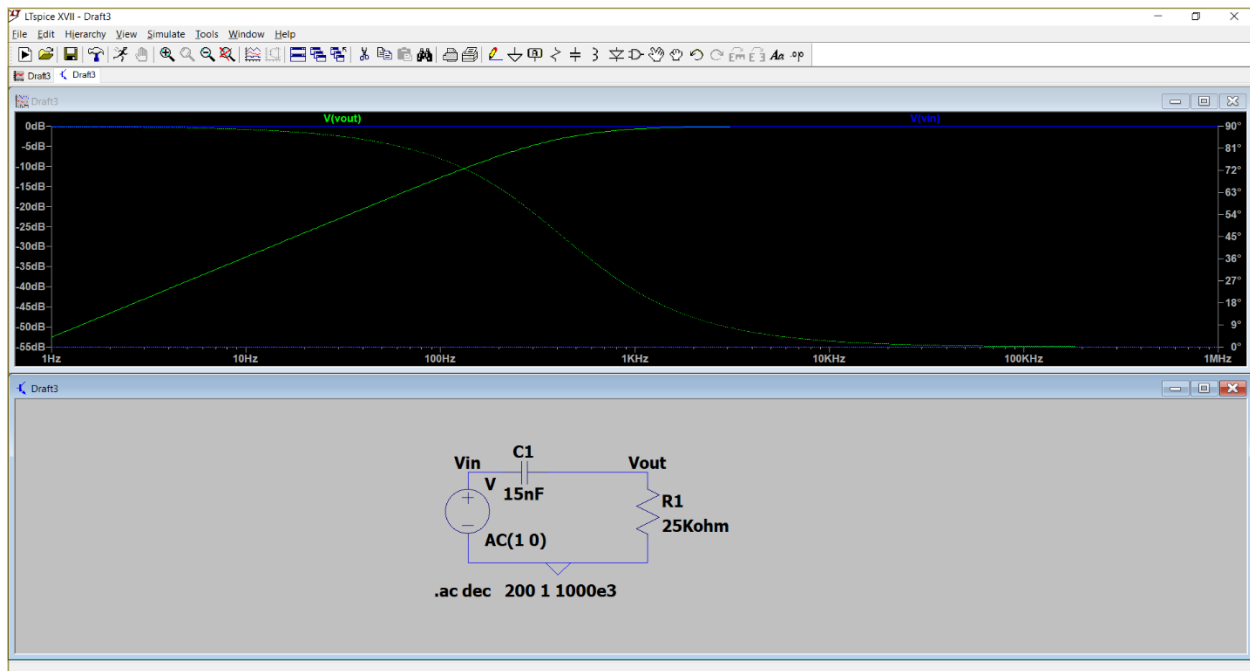 LTspice XVII - Draft3
File Edit Hierarchy View Simulate Tools Window Help
Aa .op
Draft3 Draft3
Draft3
V(vout) V(vin)
0dB 90°
-5dB 81°
-10dB 72°
-15dB 63°
-20dB 54°
-25dB 45°
-30dB 36°
-35dB 27°
-40dB 18°
-45dB 9°
-50dB 0°
-55dB
1Hz 10Hz 100Hz 1KHz 10KHz 100KHz 1MHz
Draft3
C1
Vin Vout
V
15nF
R1
25Kohm
AC(1 0)
.ac dec 200 1 1000e3